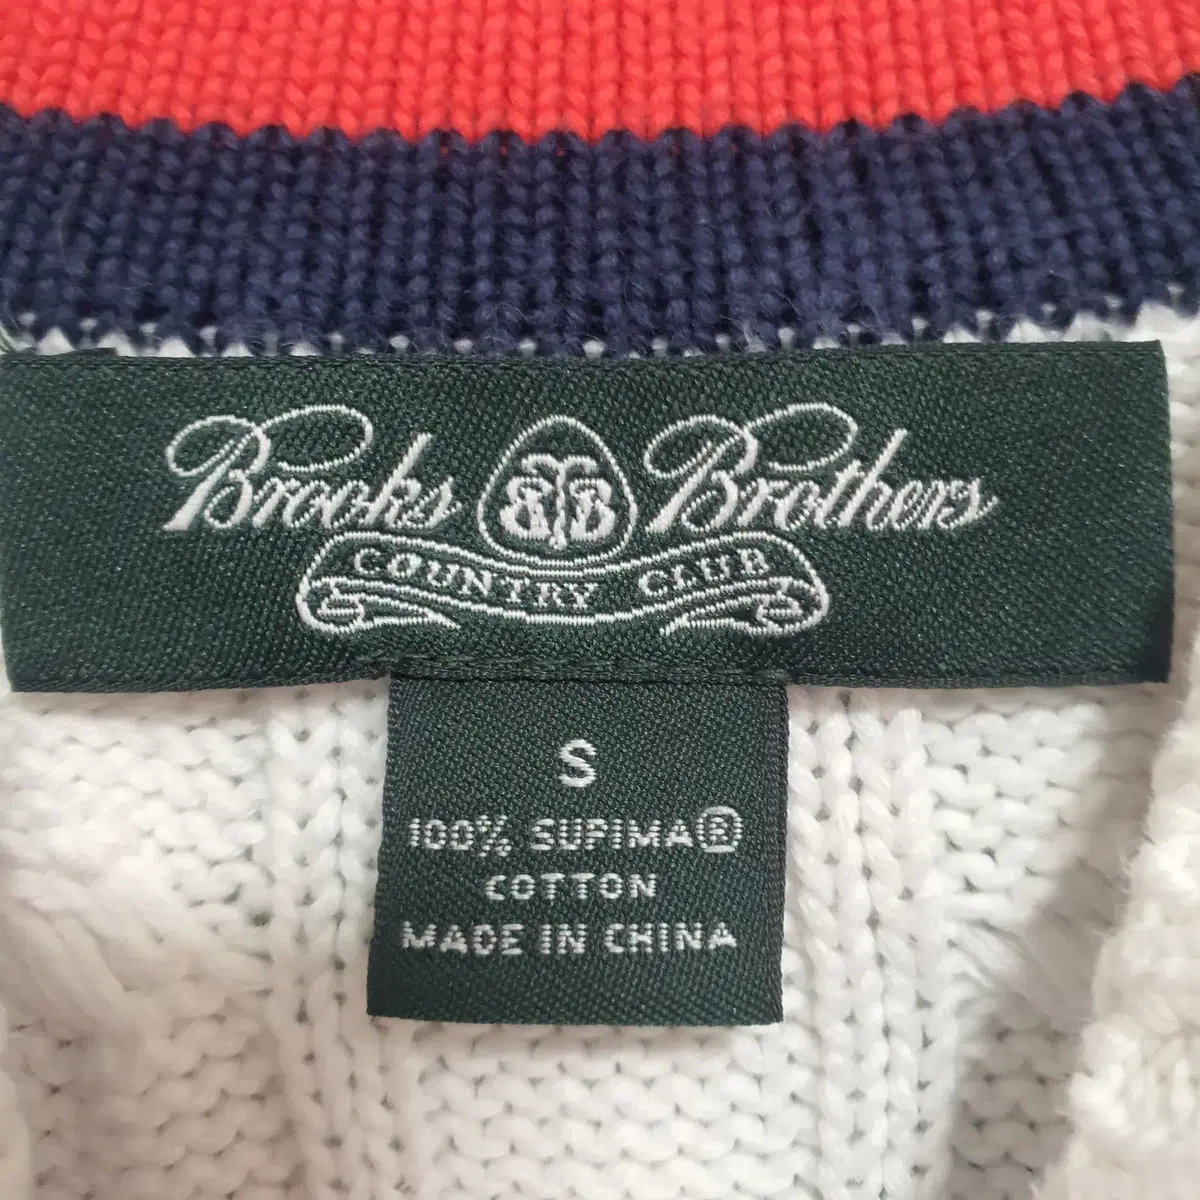 Brooks BB Brothers
COUNTRY CLUB
S
100% SUPIMA®
COTTON
MADE IN CHINA